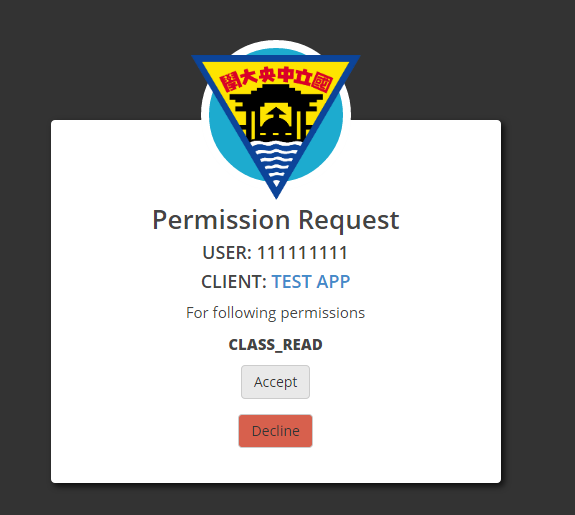 國立中央大學
Permission Request
USER: 111111111
CLIENT: TEST APP
For following permissions
CLASS_READ
Accept
Decline